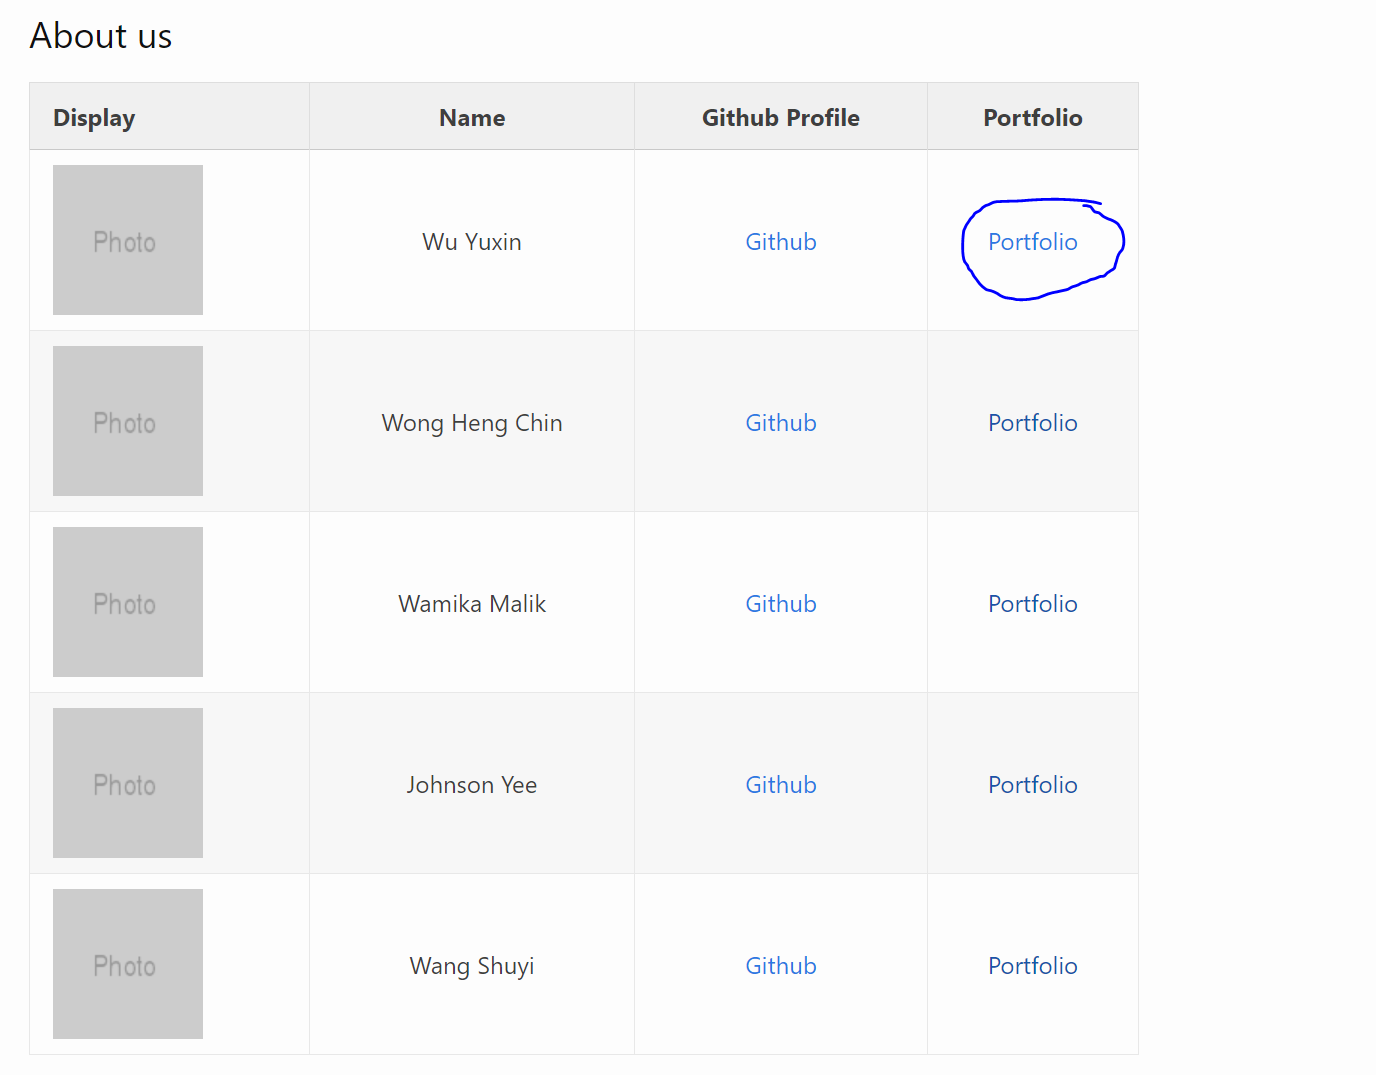 About us
Display Name Github Profile Portfolio
Photo Wu Yuxin Github Portfolio
Photo Wong Heng Chin Github Portfolio
Photo Wamika Malik Github Portfolio
Photo Johnson Yee Github Portfolio
Photo Wang Shuyi Github Portfolio